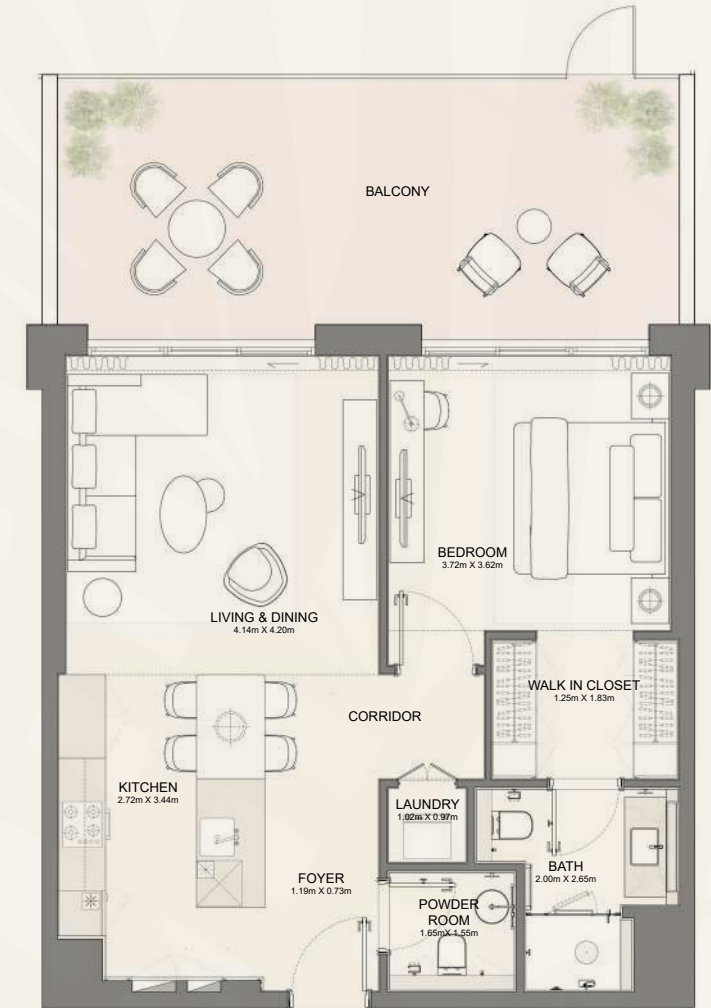 BALCONY
BEDROOM
3.72m X 3.62m
LIVING & DINING
4.14m X 4.20m
WALK IN CLOSET
1.25m X 1.83m
CORRIDOR
KITCHEN
2.72m X 3.44m
LAUNDRY
1.02m X 0.97m
BATH
2.00m X 2.65m
FOYER
1.19m X 0.73m
POWDER
ROOM
1.65mX 1.55m